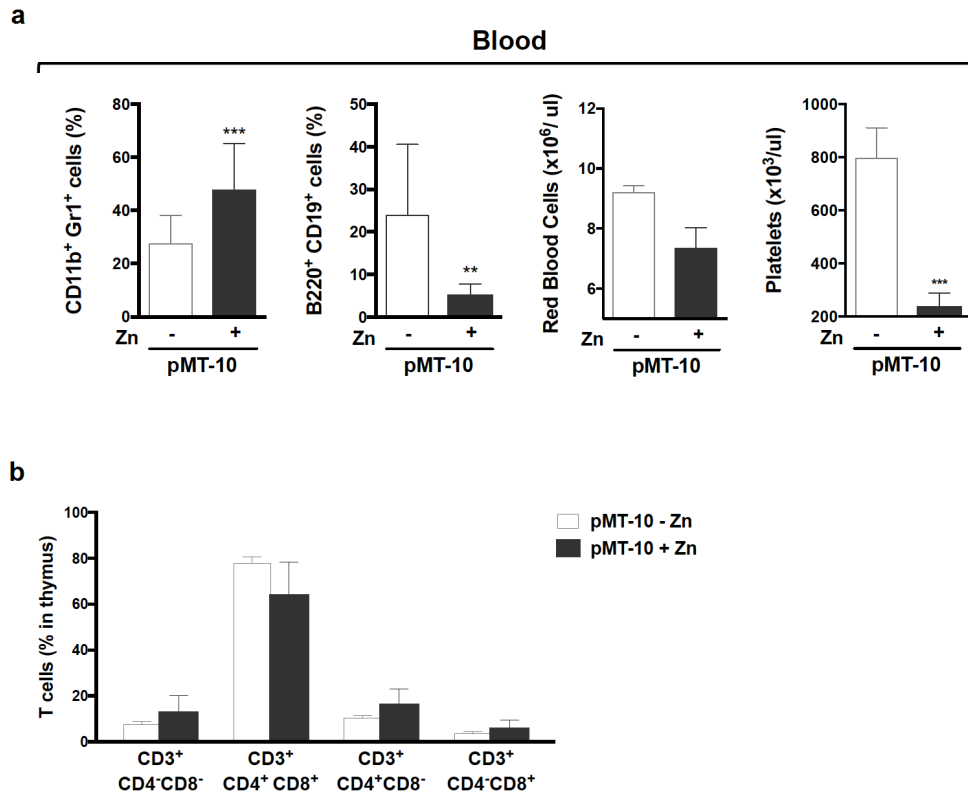 a
Blood
CD11b⁺ Gr1⁺ cells (%)
80
60
40
20
0
***
Zn - +
pMT-10
B220⁺ CD19⁺ cells (%)
50
40
30
20
10
0
**
Zn - +
pMT-10
Red Blood Cells (x10⁶/ ul)
12
10
8
6
Zn - +
pMT-10
Platelets (x10³/ul)
1000
800
600
400
200
***
Zn - +
pMT-10
b
T cells (% in thymus)
100
80
60
40
20
0
pMT-10 - Zn
pMT-10 + Zn
CD3⁺
CD4⁻CD8⁻
CD3⁺
CD4⁺ CD8⁺
CD3⁺
CD4⁺CD8⁻
CD3⁺
CD4⁻CD8⁺